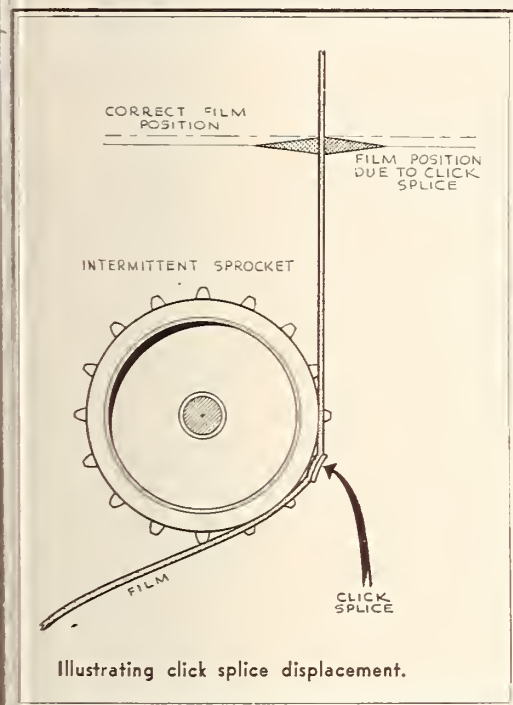 CORRECT FILM
POSITION
FILM POSITION
DUE TO CLICK
SPLICE
INTERMITTENT SPROCKET
FILM
CLICK
SPLICE
Illustrating click splice displacement.